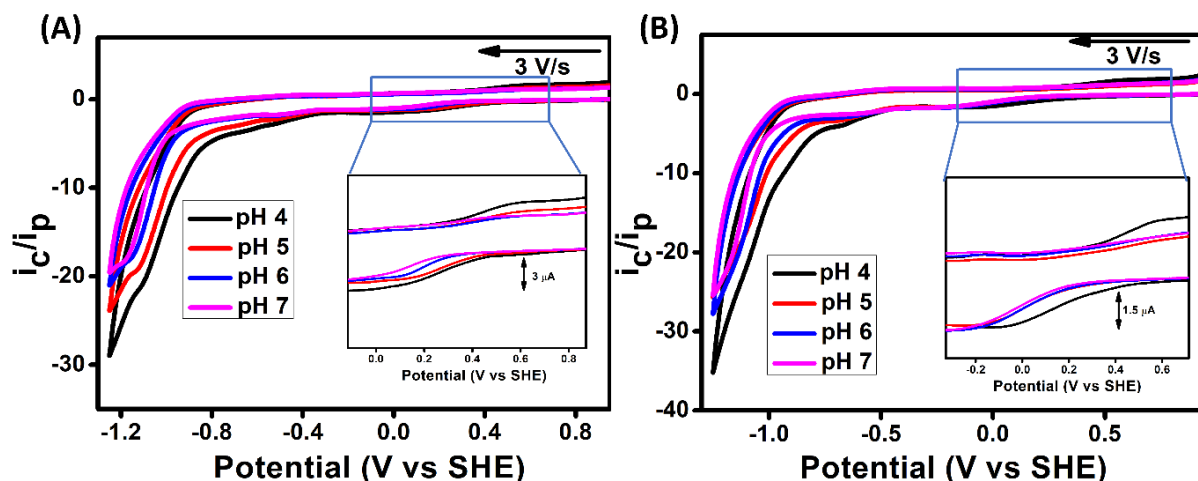 (A)
3 V/s
0
-10
-20
-30
ic/ip
pH 4
pH 5
pH 6
pH 7
3 μA
0.0 0.2 0.4 0.6 0.8
Potential (V vs SHE)
-1.2 -0.8 -0.4 0.0 0.4 0.8
Potential (V vs SHE)
(B)
3 V/s
0
-10
-20
-30
-40
ic/ip
pH 4
pH 5
pH 6
pH 7
1.5 μA
-0.2 0.0 0.2 0.4 0.6
Potential (V vs SHE)
-1.0 -0.5 0.0 0.5
Potential (V vs SHE)